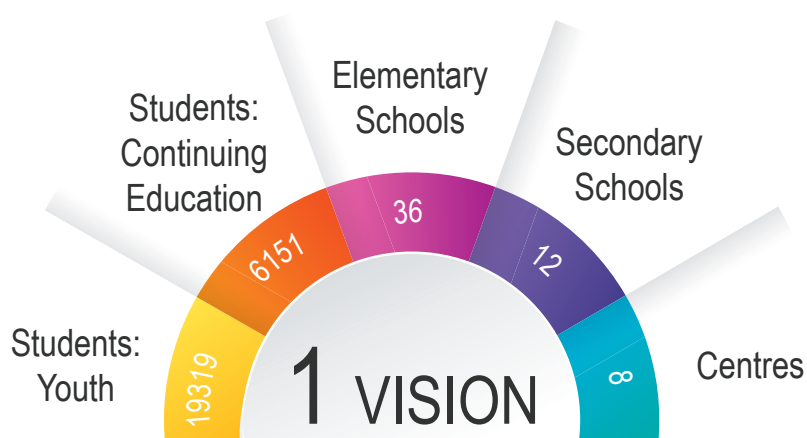 Students:
Youth
19319
Students:
Continuing
Education
6151
Elementary
Schools
36
Secondary
Schools
12
Centres
8
1 VISION